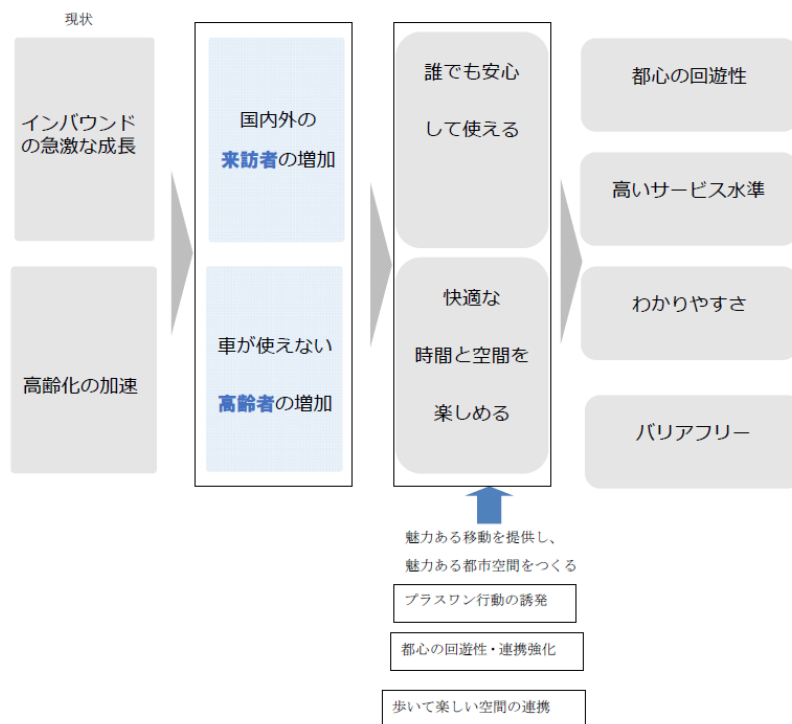 現状
インバウンド
の急激な成長
高齢化の加速
国内外の
来訪者の増加
車が使えない
高齢者の増加
誰でも安心
して使える
快適な
時間と空間を
楽しめる
都心の回遊性
高いサービス水準
わかりやすさ
バリアフリー
魅力ある移動を提供し、
魅力ある都市空間をつくる
プラスワン行動の誘発
都心の回遊性・連携強化
歩いて楽しい空間の連携